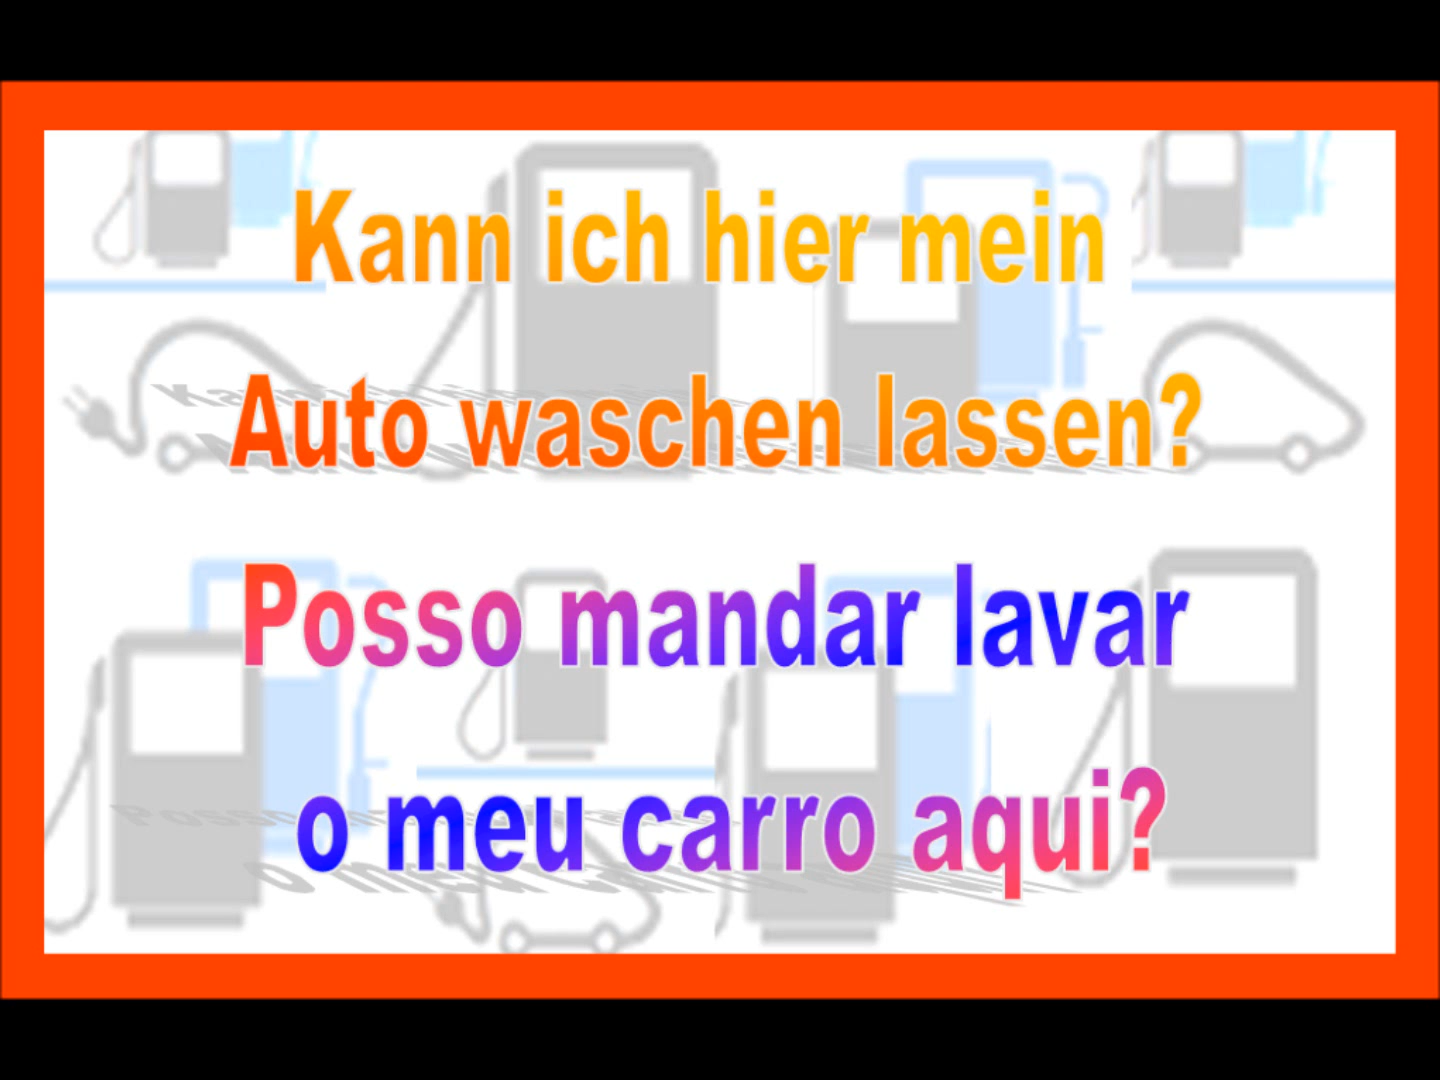 Kann ich hier mein
Auto waschen lassen?
Posso mandar lavar
o meu carro aqui?